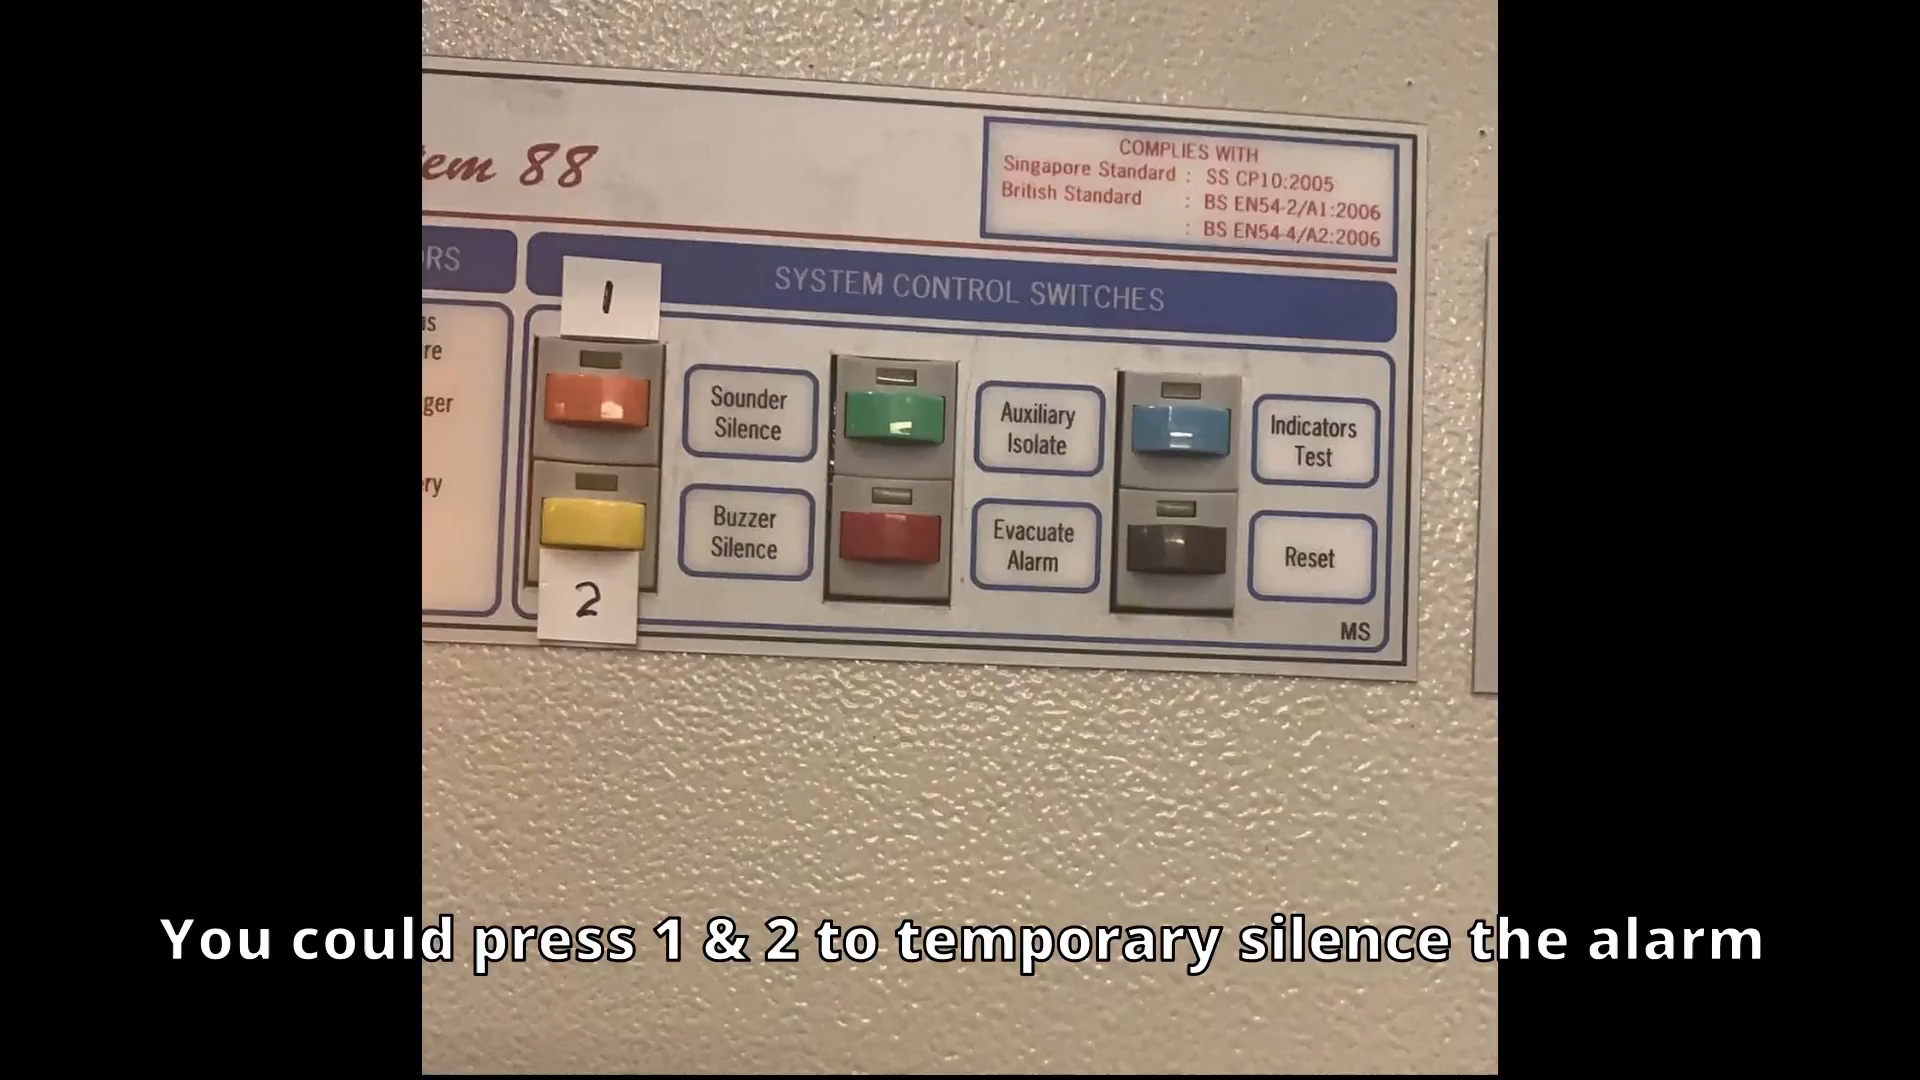 em 88
COMPLIES WITH
Singapore Standard : SS CP10:2005
British Standard : BS EN54-2/A1:2006
: BS EN54-4/A2:2006
SYSTEM CONTROL SWITCHES
1
Sounder
Silence
Auxiliary
Isolate
Indicators
Test
Buzzer
Silence
Evacuate
Alarm
Reset
2
MS
You could press 1 & 2 to temporary silence the alarm